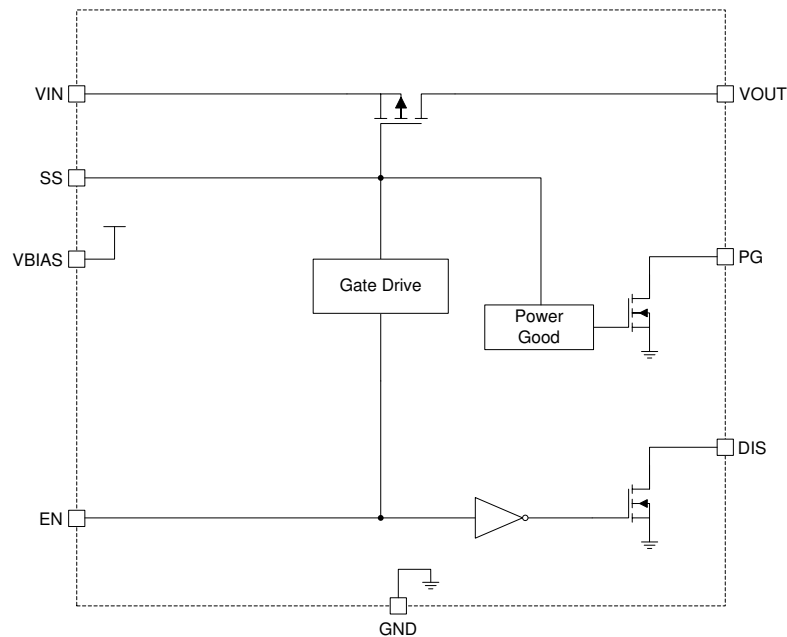 VIN
VOUT
SS
VBIAS
PG
Gate Drive
Power
Good
DIS
EN
GND